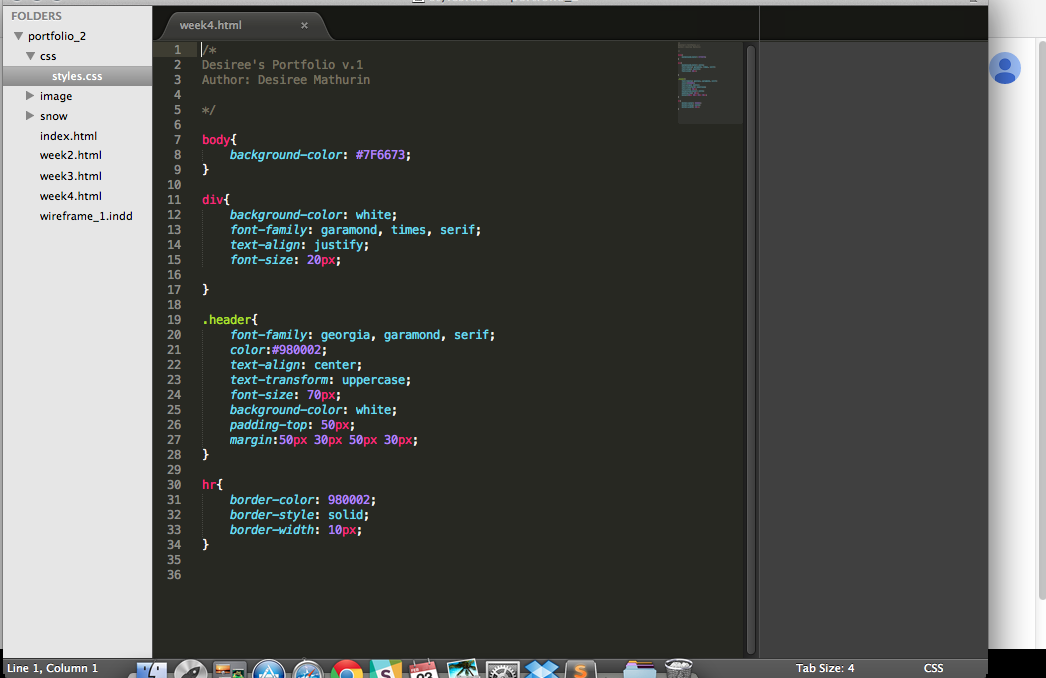 FOLDERS
portfolio_2
css
styles.css
image
snow
index.html
week2.html
week3.html
week4.html
wireframe_1.indd
week4.html ×
1 /*
2 Desiree's Portfolio v.1
3 Author: Desiree Mathurin
4
5 */
6
7 body{
8 background-color: #7F6673;
9 }
10
11 div{
12 background-color: white;
13 font-family: garamond, times, serif;
14 text-align: justify;
15 font-size: 20px;
16
17 }
18
19 .header{
20 font-family: georgia, garamond, serif;
21 color:#980002;
22 text-align: center;
23 text-transform: uppercase;
24 font-size: 70px;
25 background-color: white;
26 padding-top: 50px;
27 margin:50px 30px 50px 30px;
28 }
29
30 hr{
31 border-color: 980002;
32 border-style: solid;
33 border-width: 10px;
34 }
35
36
Line 1, Column 1
FEB
Tab Size: 4
CSS